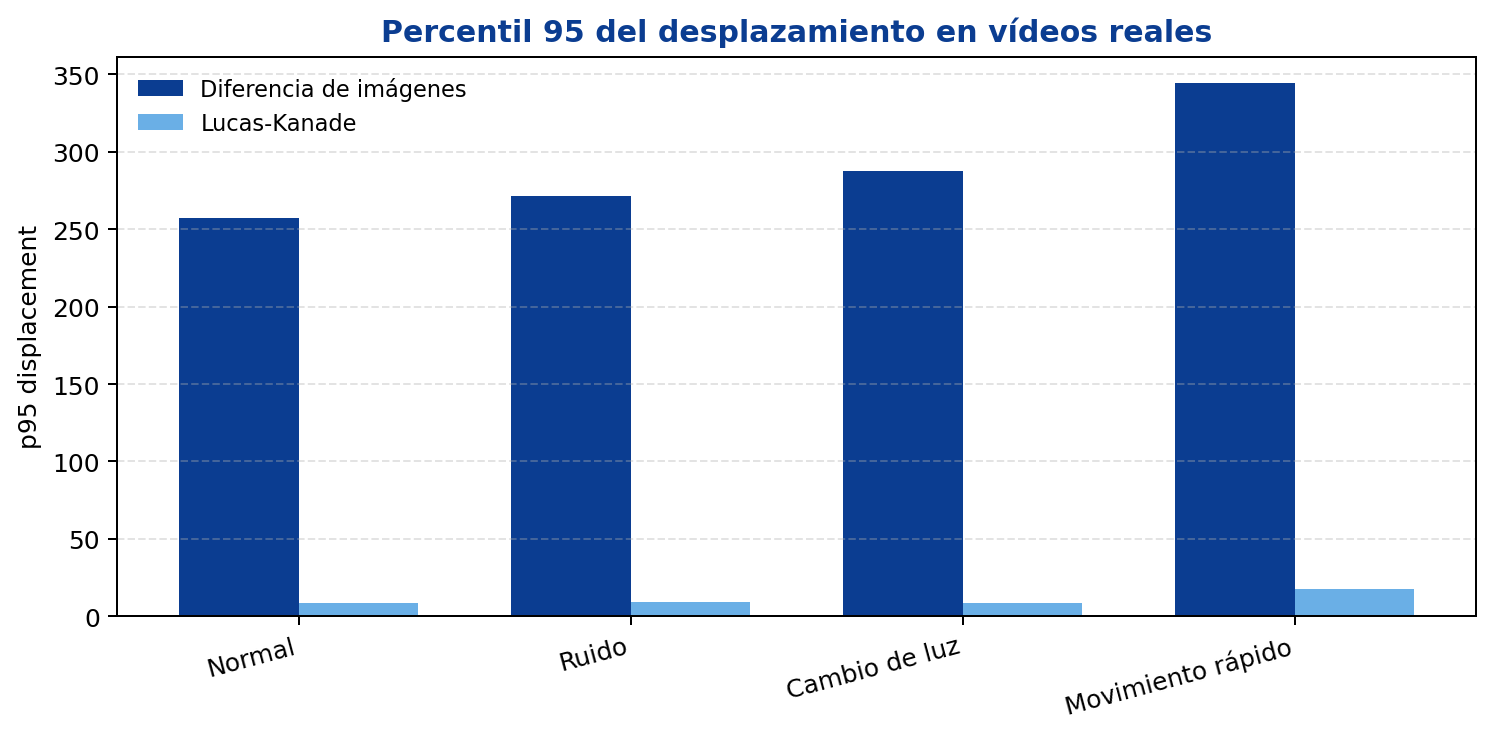 Percentil 95 del desplazamiento en vídeos reales
Diferencia de imágenes
Lucas-Kanade
p95 displacement
350
300
250
200
150
100
50
0
Normal
Ruido
Cambio de luz
Movimiento rápido